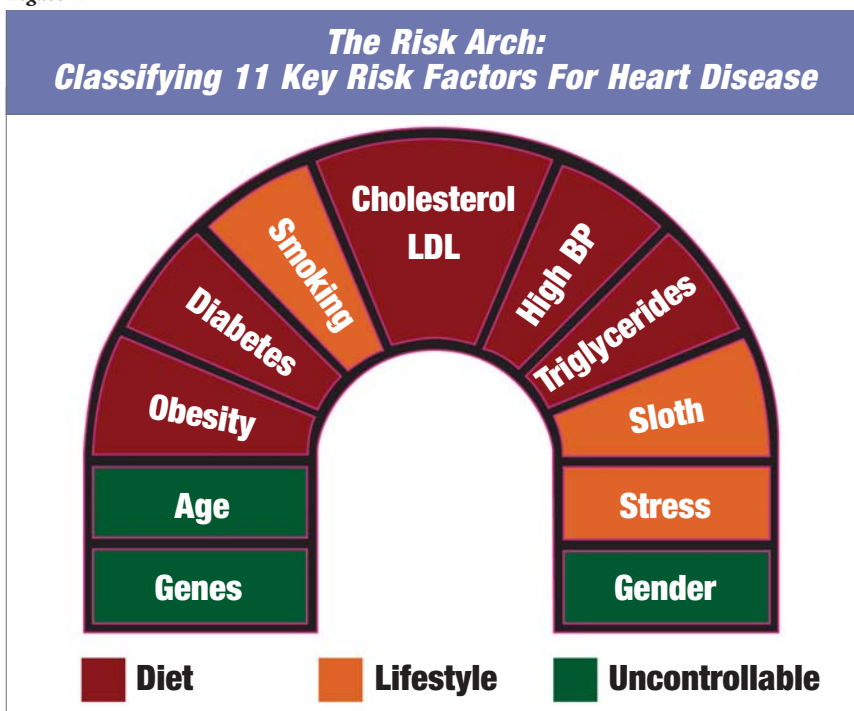 The Risk Arch:
Classifying 11 Key Risk Factors For Heart Disease
Cholesterol
LDL
Smoking
High BP
Diabetes
Triglycerides
Obesity
Sloth
Age
Stress
Genes
Gender
Diet
Lifestyle
Uncontrollable